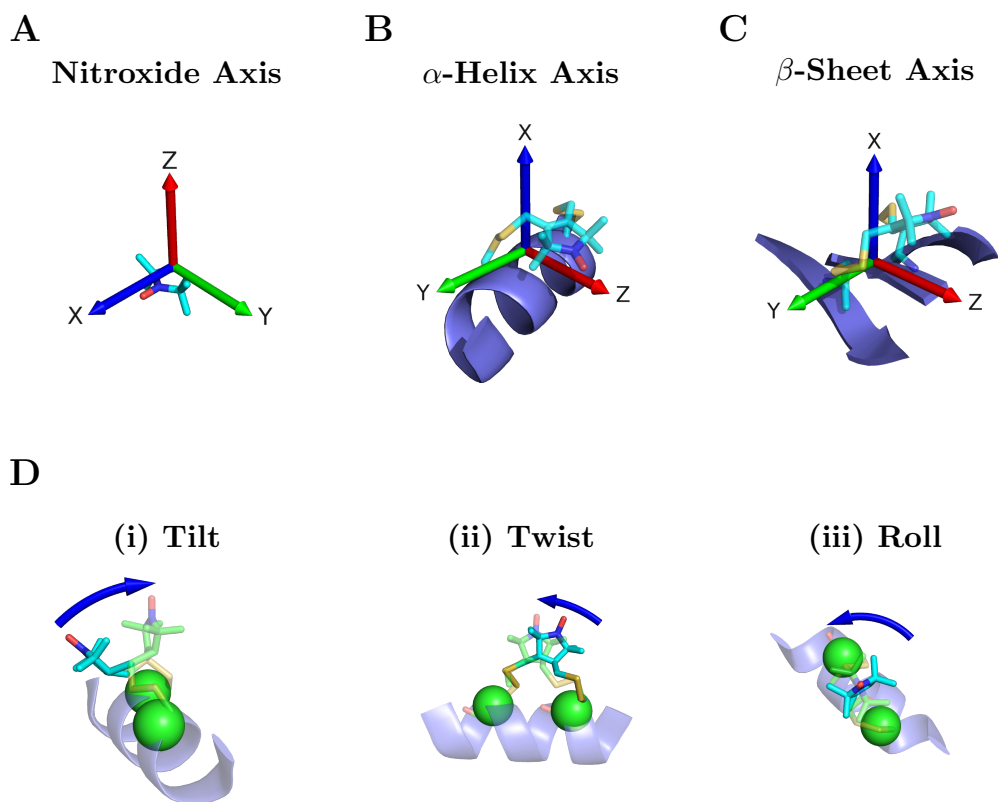 A
Nitroxide Axis
Z
X
Y
B
α-Helix Axis
X
Y
Z
C
β-Sheet Axis
X
Y
Z
D
(i) Tilt
(ii) Twist
(iii) Roll